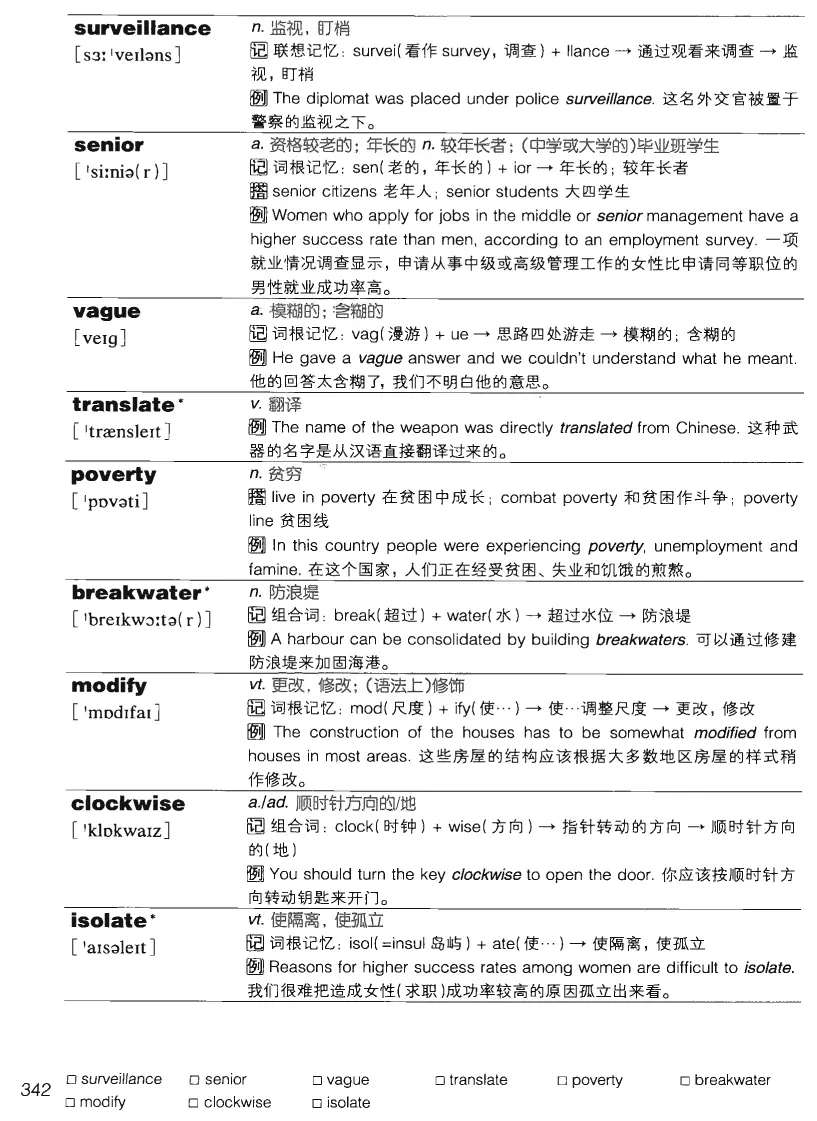 surveillance n. 监视, 盯梢
[sɜːˈveɪləns] 记 联想记忆: survei(看作 survey, 调查) + llance → 通过观看来调查 → 监
视, 盯梢
例 The diplomat was placed under police surveillance. 这名外交官被置于
警察的监视之下。
senior a. 资格较老的; 年长的 n. 较年长者; (中学或大学的)毕业班学生
[ˈsiːniə(r)] 记 词根记忆: sen(老的, 年长的) + ior → 年长的; 较年长者
搭 senior citizens 老年人; senior students 大四学生
例 Women who apply for jobs in the middle or senior management have a
higher success rate than men, according to an employment survey. 一项
就业情况调查显示, 申请从事中级或高级管理工作的女性比申请同等职位的
男性就业成功率高。
vague a. 模糊的; 含糊的
[veɪg] 记 词根记忆: vag(漫游) + ue → 思路四处游走 → 模糊的; 含糊的
例 He gave a vague answer and we couldn't understand what he meant.
他的回答太含糊了, 我们不明白他的意思。
translate* v. 翻译
[ˈtrænsleɪt] 例 The name of the weapon was directly translated from Chinese. 这种武
器的名字是从汉语直接翻译过来的。
poverty n. 贫穷
[ˈpɒvəti] 搭 live in poverty 在贫困中成长; combat poverty 和贫困作斗争; poverty
line 贫困线
例 In this country people were experiencing poverty, unemployment and
famine. 在这个国家, 人们正在经受贫困、失业和饥饿的煎熬。
breakwater* n. 防浪堤
[ˈbreɪkwɔːtə(r)] 记 组合词: break(超过) + water(水) → 超过水位 → 防浪堤
例 A harbour can be consolidated by building breakwaters. 可以通过修建
防浪堤来加固海港。
modify vt. 更改, 修改; (语法上)修饰
[ˈmɒdɪfaɪ] 记 词根记忆: mod(尺度) + ify(使…) → 使…调整尺度 → 更改, 修改
例 The construction of the houses has to be somewhat modified from
houses in most areas. 这些房屋的结构应该根据大多数地区房屋的样式稍
作修改。
clockwise a./ad. 顺时针方向的/地
[ˈklɒkwaɪz] 记 组合词: clock(时钟) + wise(方向) → 指针转动的方向 → 顺时针方向
的(地)
例 You should turn the key clockwise to open the door. 你应该按顺时针方
向转动钥匙来开门。
isolate* vt. 使隔离, 使孤立
[ˈaɪsəleɪt] 记 词根记忆: isol(=insul 岛屿) + ate(使…) → 使隔离, 使孤立
例 Reasons for higher success rates among women are difficult to isolate.
我们很难把造成女性(求职)成功率较高的原因孤立出来看。
342 □ surveillance □ senior □ vague □ translate □ poverty □ breakwater
□ modify □ clockwise □ isolate